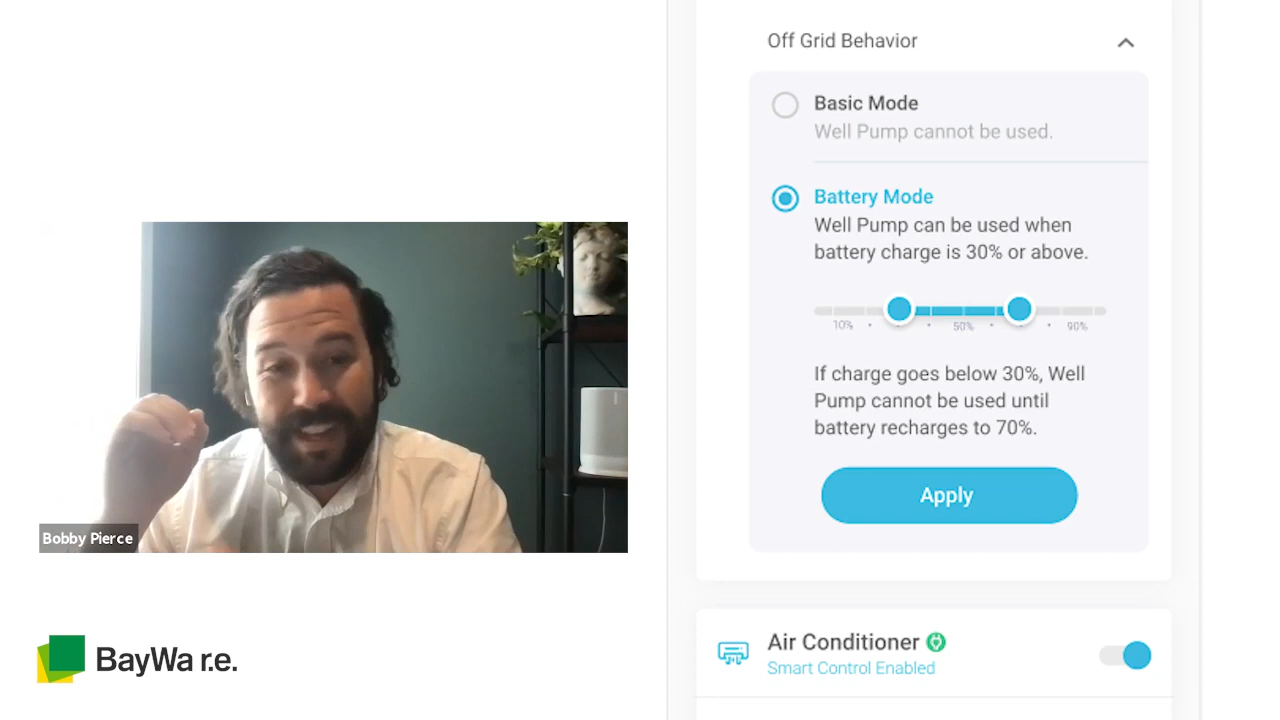 Off Grid Behavior
Basic Mode
Well Pump cannot be used.
Battery Mode
Well Pump can be used when
battery charge is 30% or above.
10% 50% 90%
If charge goes below 30%, Well
Pump cannot be used until
battery recharges to 70%.
Apply
Air Conditioner
Smart Control Enabled
Bobby Pierce
BayWa r.e.